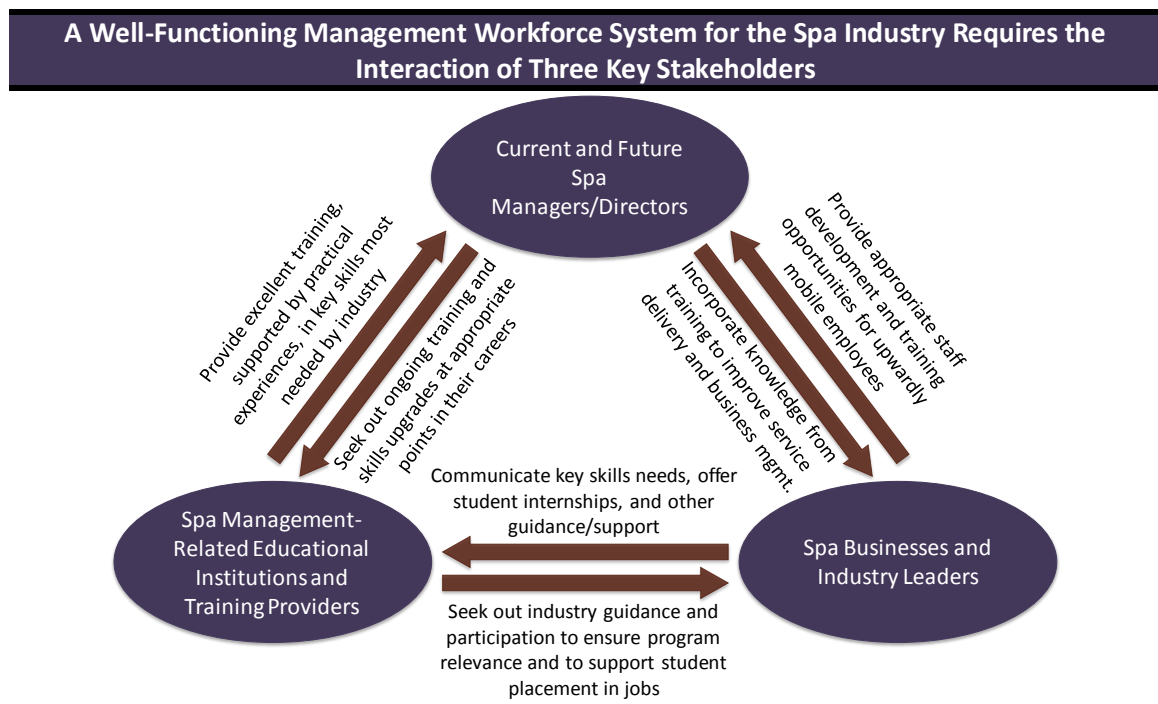 A Well-Functioning Management Workforce System for the Spa Industry Requires the
Interaction of Three Key Stakeholders
Current and Future
Spa
Managers/Directors
Provide excellent training,
supported by practical
experiences, in key skills most
needed by industry
Seek out ongoing training and
skills upgrades at appropriate
points in their careers
Incorporate knowledge from
training to improve service
delivery and business mgmt.
Provide appropriate staff
development and training
opportunities for upwardly
mobile employees
Communicate key skills needs, offer
student internships, and other
guidance/support
Spa Management-
Related Educational
Institutions and
Training Providers
Spa Businesses and
Industry Leaders
Seek out industry guidance and
participation to ensure program
relevance and to support student
placement in jobs